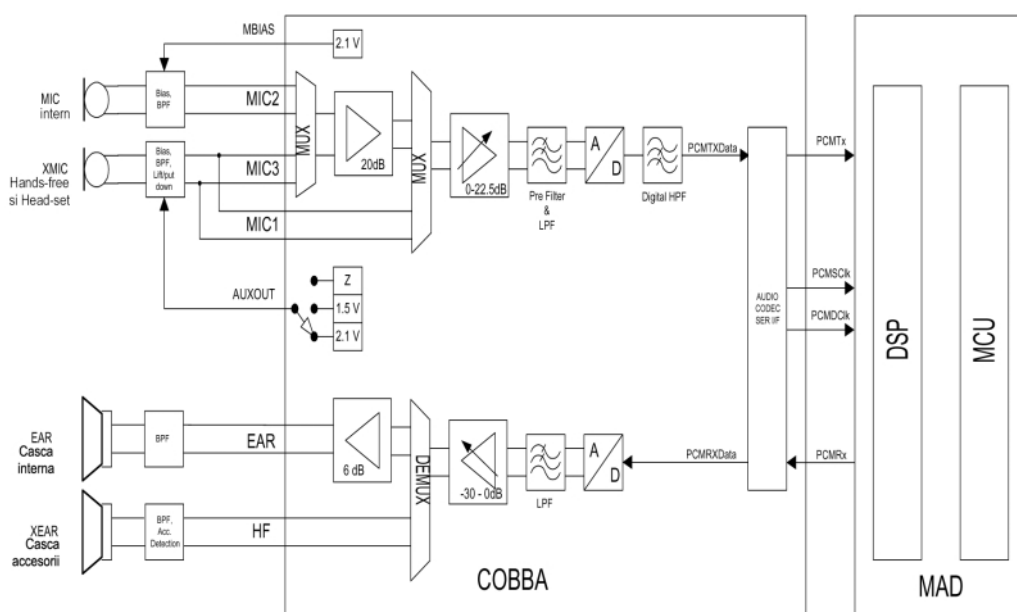 MBIAS
2.1 V
MIC
intern
Bias,
BPF
MIC2
MUX
20dB
MUX
0-22.5dB
Pre Filter
&
LPF
A
D
Digital HPF
PCMTXData
PCMTx
XMIC
Hands-free
si Head-set
Bias,
BPF,
Lift/put
down
MIC3
MIC1
AUXOUT
Z
1.5 V
2.1 V
AUDIO
CODEC
SER I/F
PCMSClk
PCMDClk
DSP
MCU
EAR
Casca
interna
BPF
EAR
6 dB
DEMUX
-30 - 0dB
LPF
A
D
PCMRXData
PCMRx
XEAR
Casca
accesorii
BPF,
Acc.
Detection
HF
COBBA
MAD